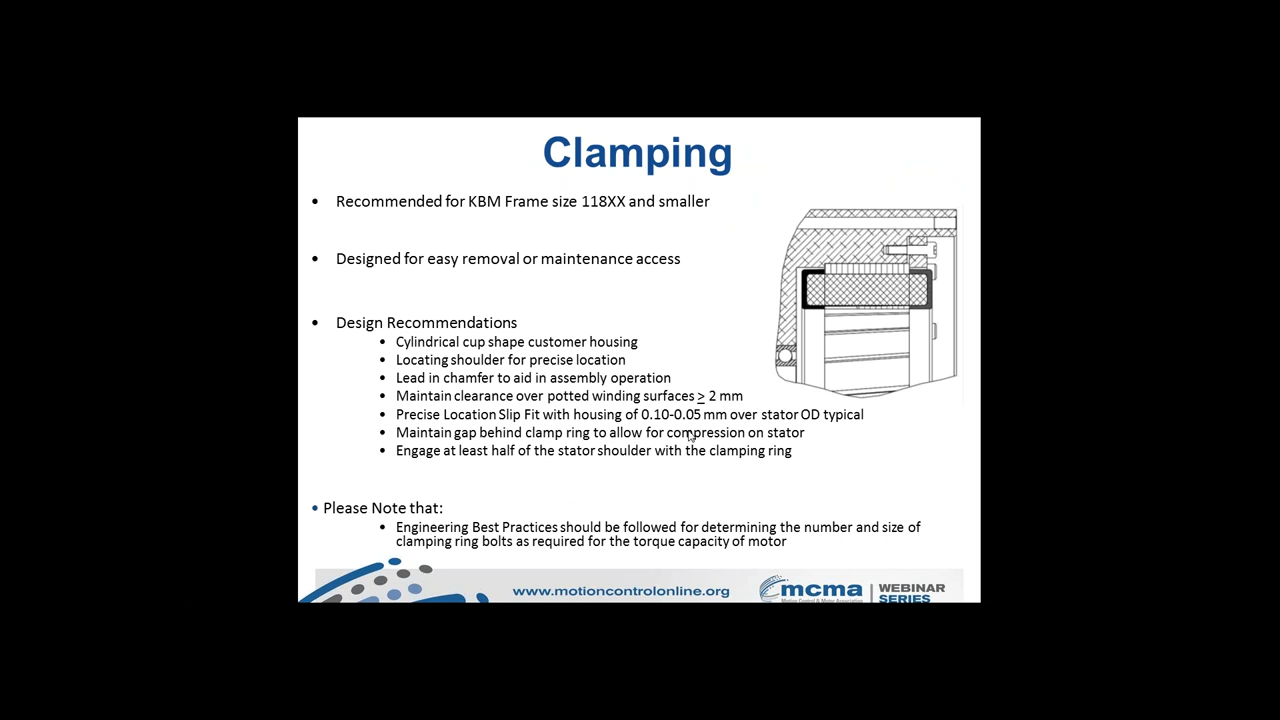 Clamping
• Recommended for KBM Frame size 118XX and smaller
• Designed for easy removal or maintenance access
• Design Recommendations
• Cylindrical cup shape customer housing
• Locating shoulder for precise location
• Lead in chamfer to aid in assembly operation
• Maintain clearance over potted winding surfaces ≥ 2 mm
• Precise Location Slip Fit with housing of 0.10-0.05 mm over stator OD typical
• Maintain gap behind clamp ring to allow for compression on stator
• Engage at least half of the stator shoulder with the clamping ring
• Please Note that:
• Engineering Best Practices should be followed for determining the number and size of
clamping ring bolts as required for the torque capacity of motor
www.motioncontrolonline.org
mcma
Motion Control & Motor Association
WEBINAR
SERIES